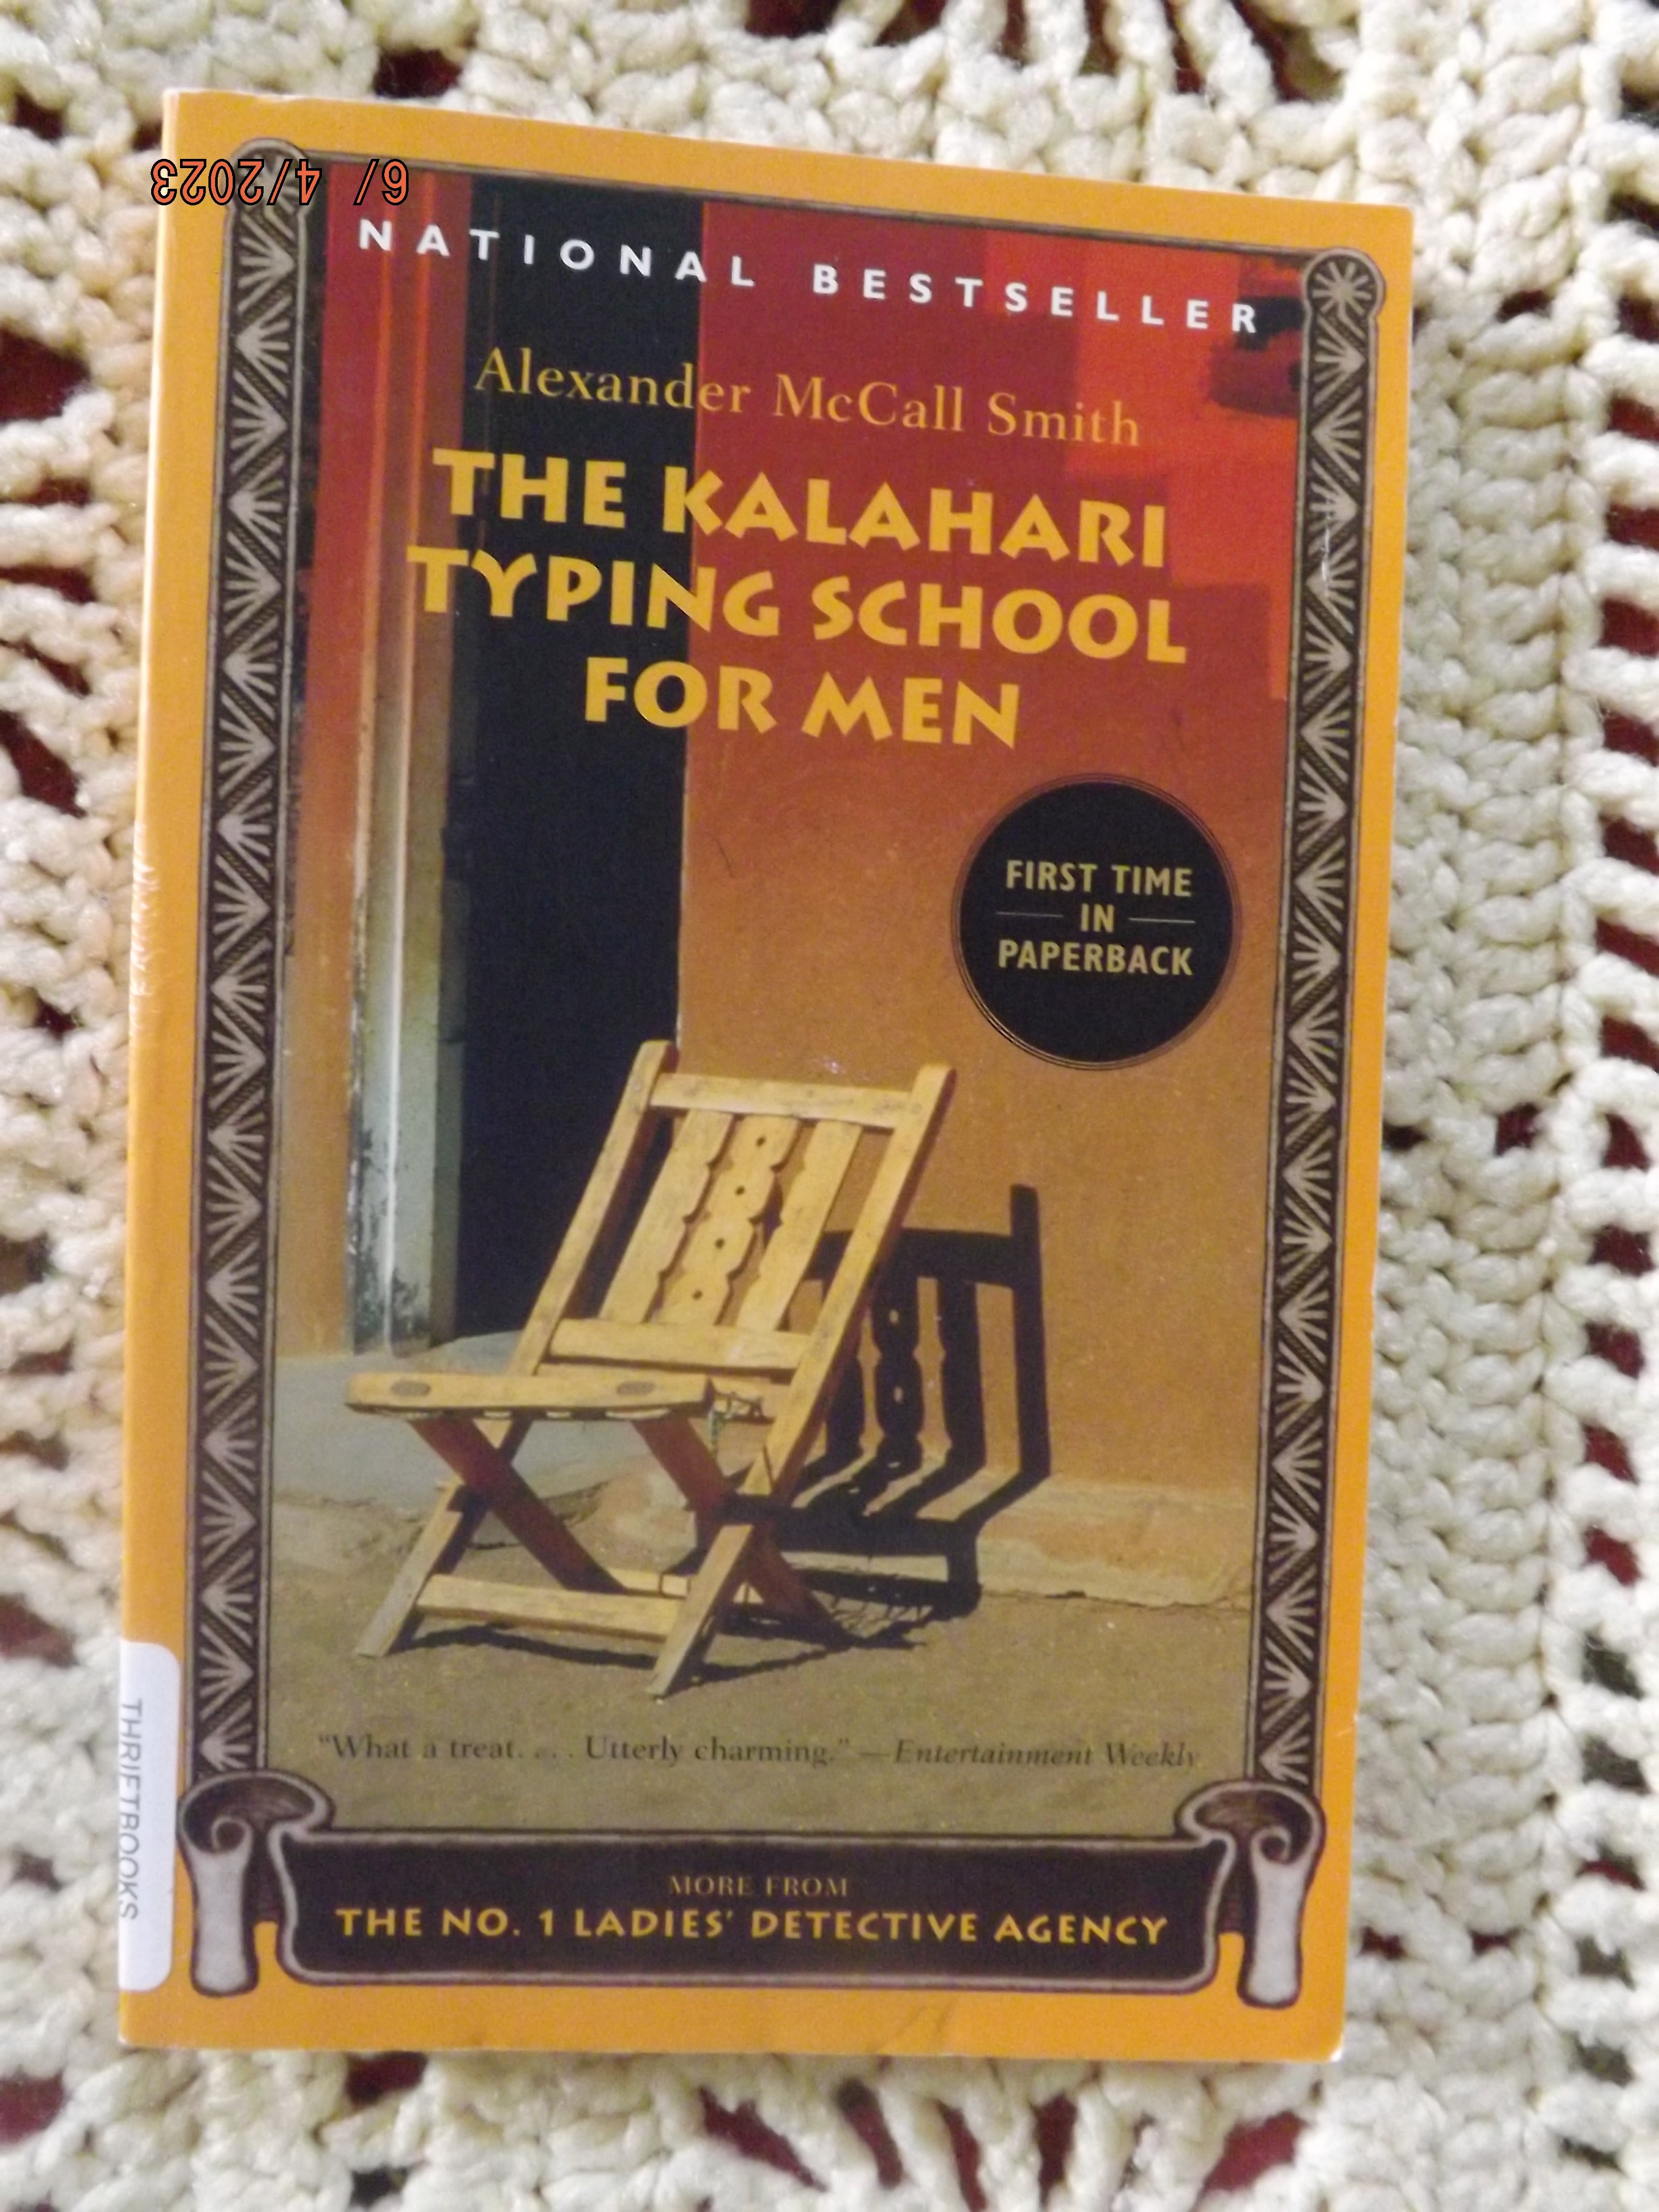 6/ 4/2023
NATIONAL BESTSELLER
Alexander McCall Smith
THE KALAHARI
TYPING SCHOOL
FOR MEN
FIRST TIME
IN
PAPERBACK
"What a treat. . . . Utterly charming." —Entertainment Weekly
MORE FROM
THE NO. 1 LADIES' DETECTIVE AGENCY
THRIFTBOOKS